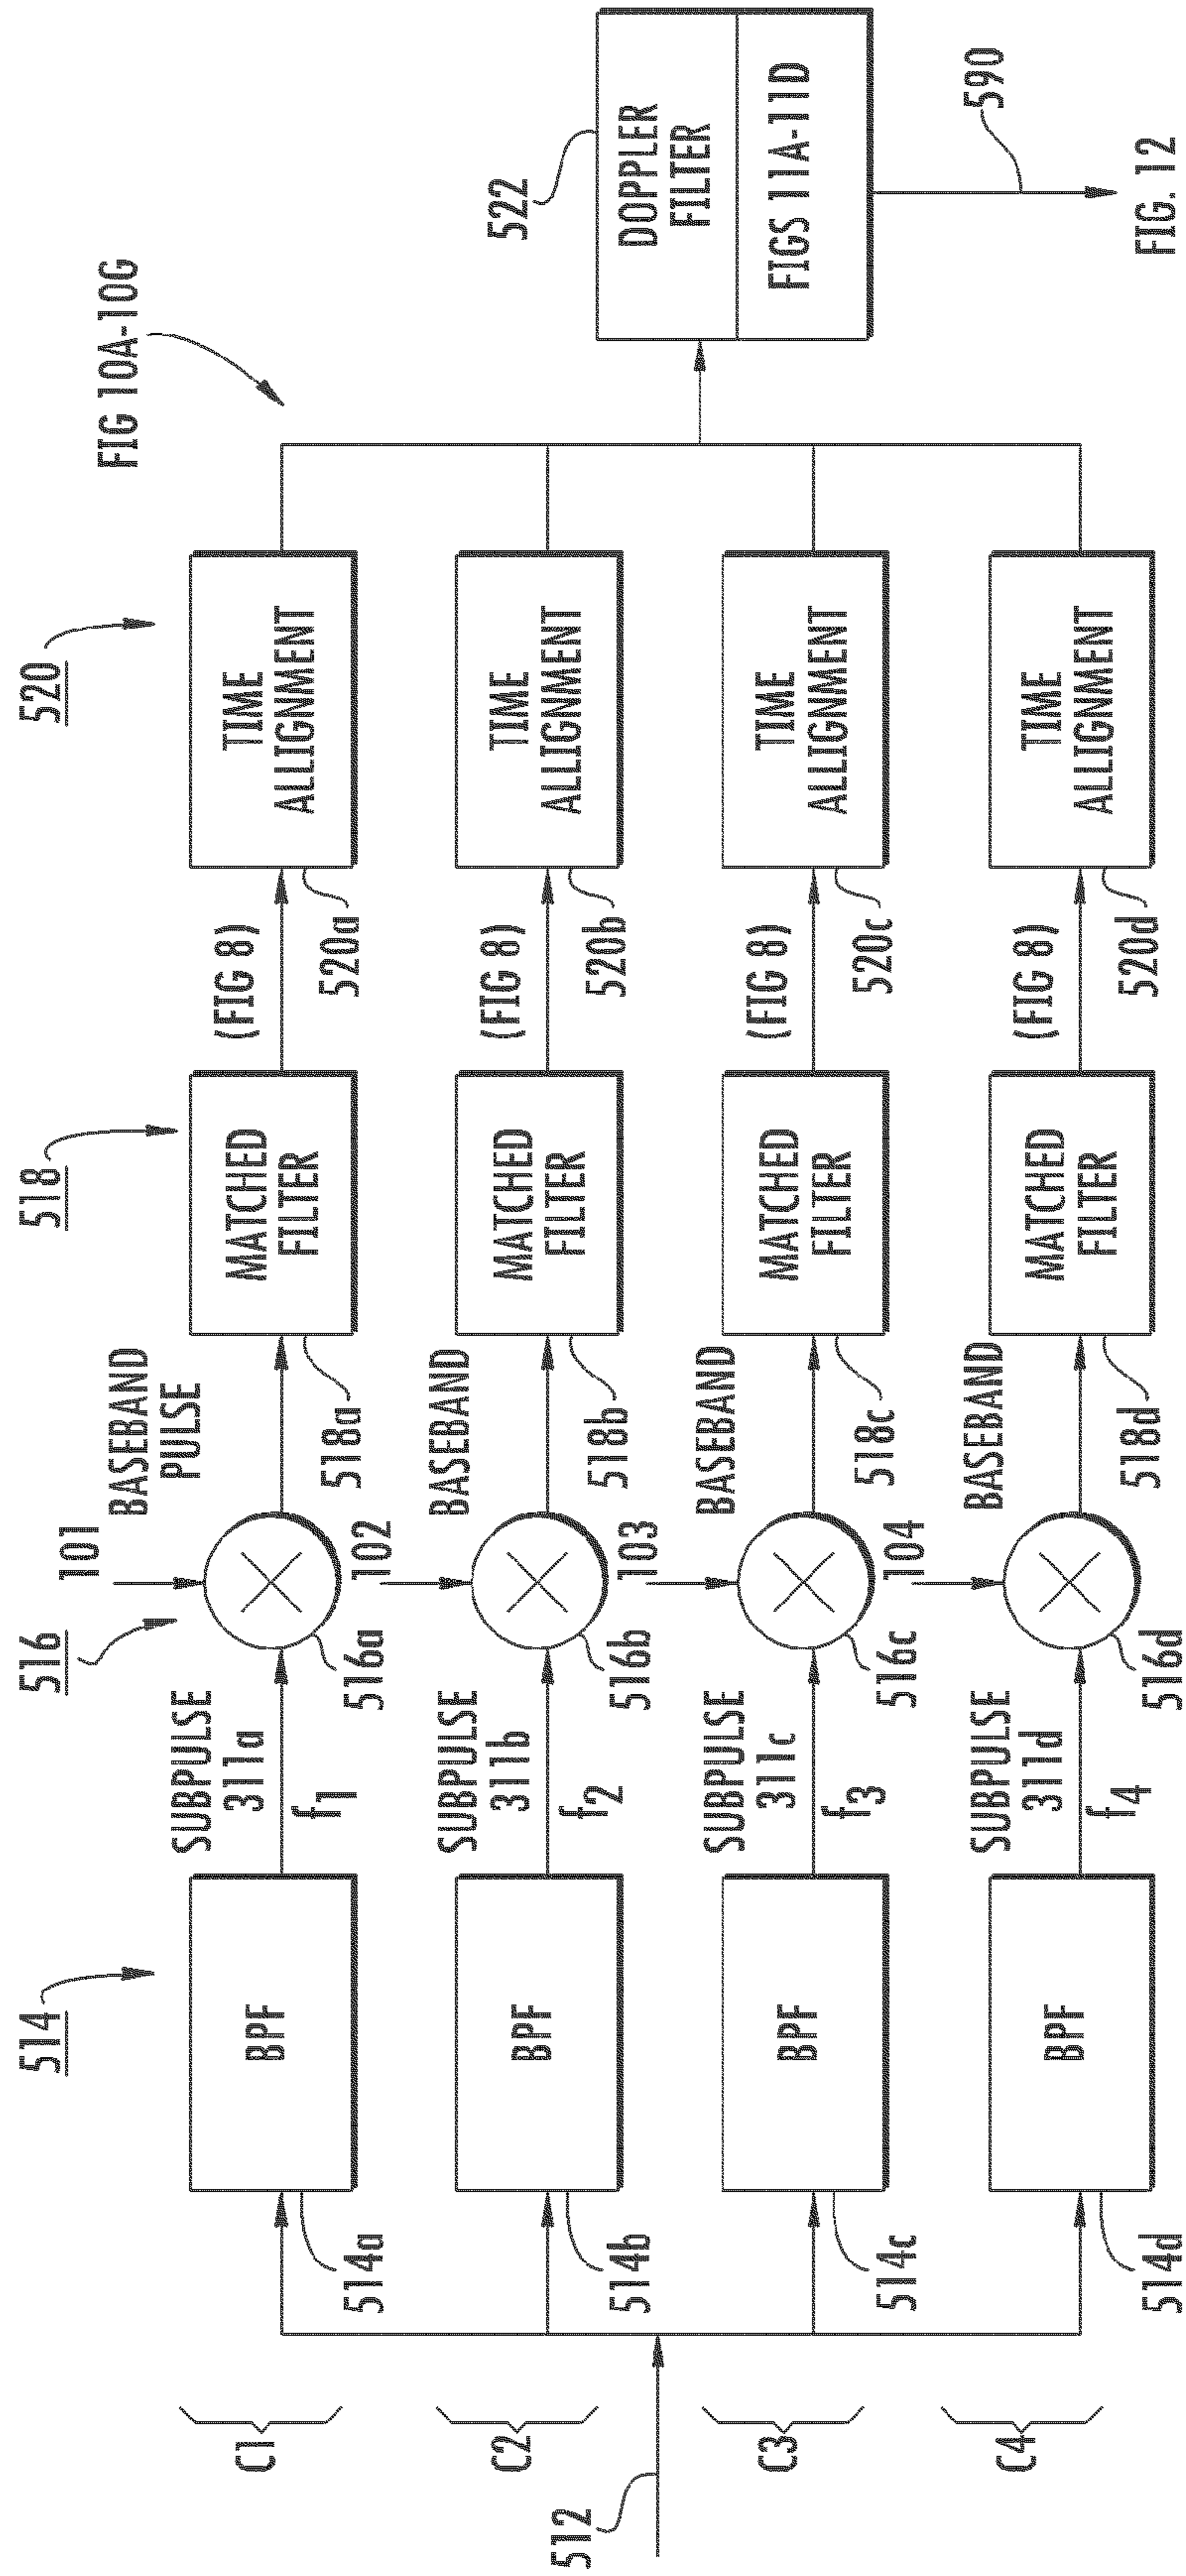 514
516
518
520
FIG 10A-10G
C1
514a
BPF
SUBPULSE
311a
f1
101
516a
BASEBAND
PULSE
518a
MATCHED
FILTER
(FIG 8)
520a
TIME
ALLIGNMENT
C2
514b
BPF
SUBPULSE
311b
f2
102
516b
BASEBAND
518b
MATCHED
FILTER
(FIG 8)
520b
TIME
ALLIGNMENT
512
C3
514c
BPF
SUBPULSE
311c
f3
103
516c
BASEBAND
518c
MATCHED
FILTER
(FIG 8)
520c
TIME
ALLIGNMENT
C4
514d
BPF
SUBPULSE
311d
f4
104
516d
BASEBAND
518d
MATCHED
FILTER
(FIG 8)
520d
TIME
ALLIGNMENT
522
DOPPLER
FILTER
FIGS 11A-11D
590
FIG. 12